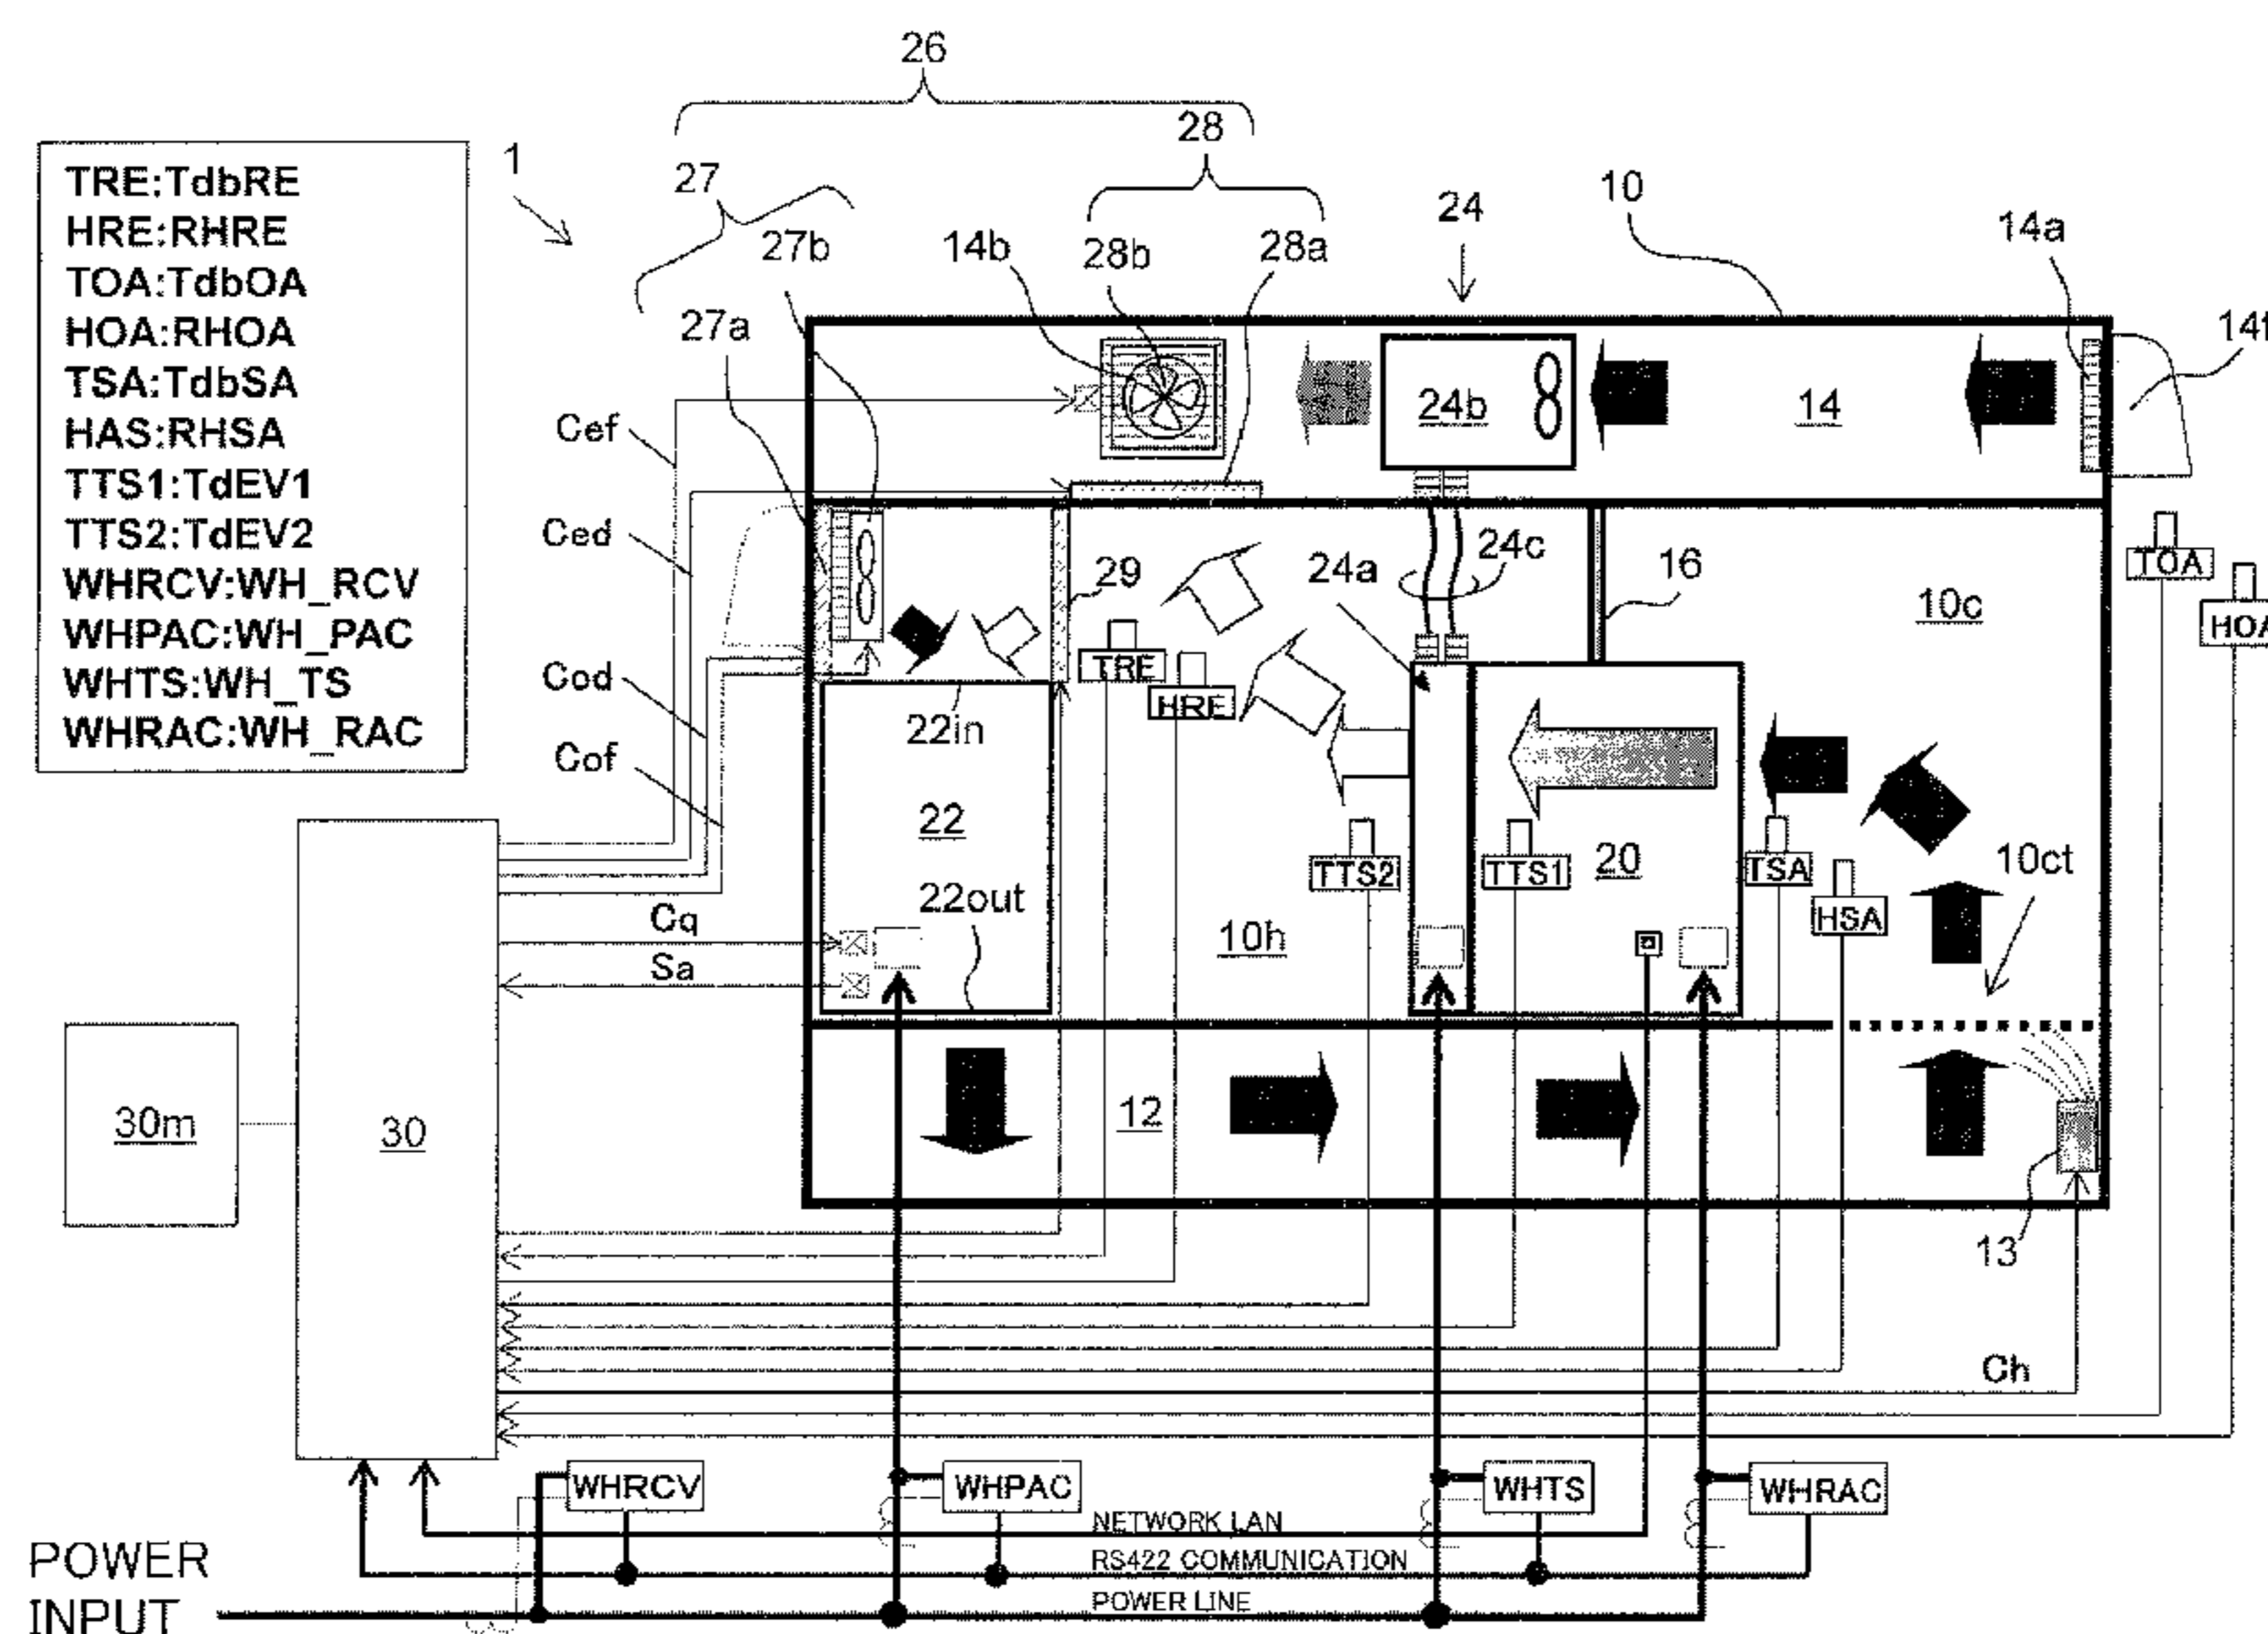 26
28
1
27
10
24
14a
TRE:TdbRE
HRE:RHRE
TOA:TdbOA
HOA:RHOA
TSA:TdbSA
HAS:RHSA
TTS1:TdEV1
TTS2:TdEV2
WHRCV:WH_RCV
WHPAC:WH_PAC
WHTS:WH_TS
WHRAC:WH_RAC
27b
14b
28b
28a
27a
14f
24b
14
Cef
Ced
24c
24a
29
16
TOA
10c
HOA
TRE
HRE
Cod
22in
Cof
22
20
10ct
TTS2
TTS1
TSA
HSA
22out
Cq
10h
Sa
30m
30
12
13
Ch
WHRCV
WHPAC
WHTS
WHRAC
NETWORK LAN
RS422 COMMUNICATION
POWER LINE
POWER
INPUT